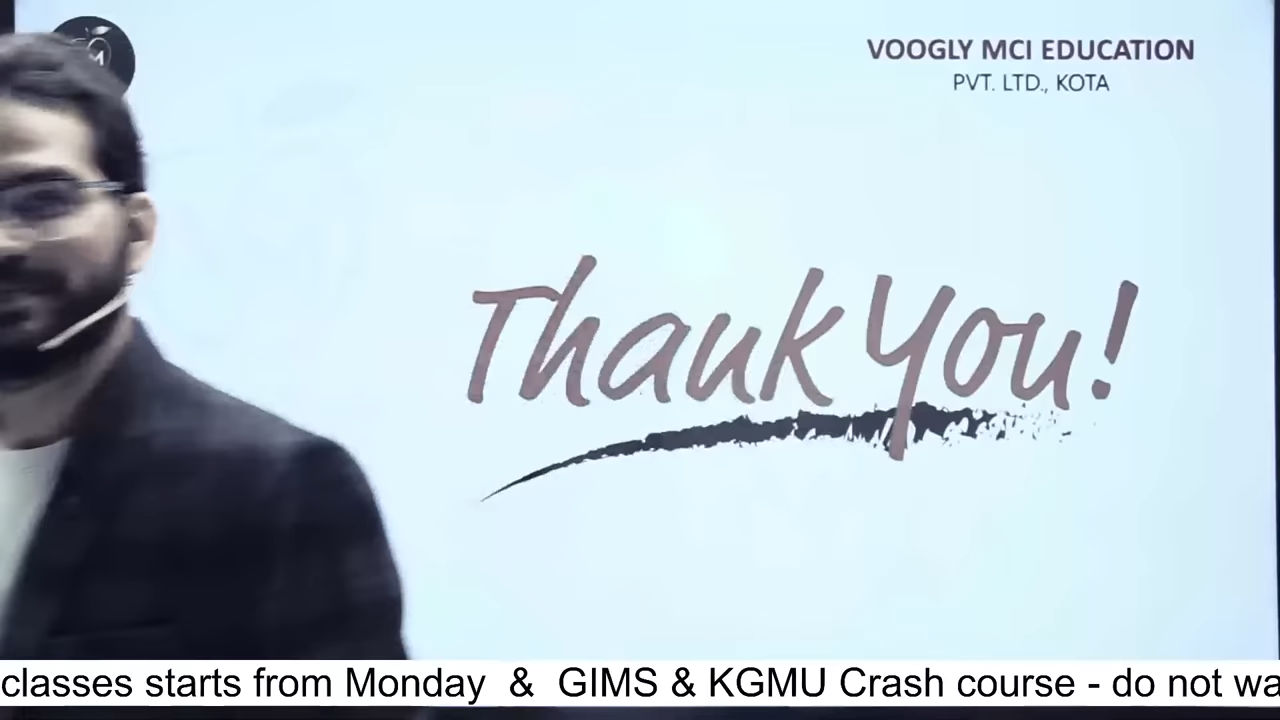 VOOGLY MCI EDUCATION
PVT. LTD., KOTA
Thank You!
classes starts from Monday & GIMS & KGMU Crash course - do not wa